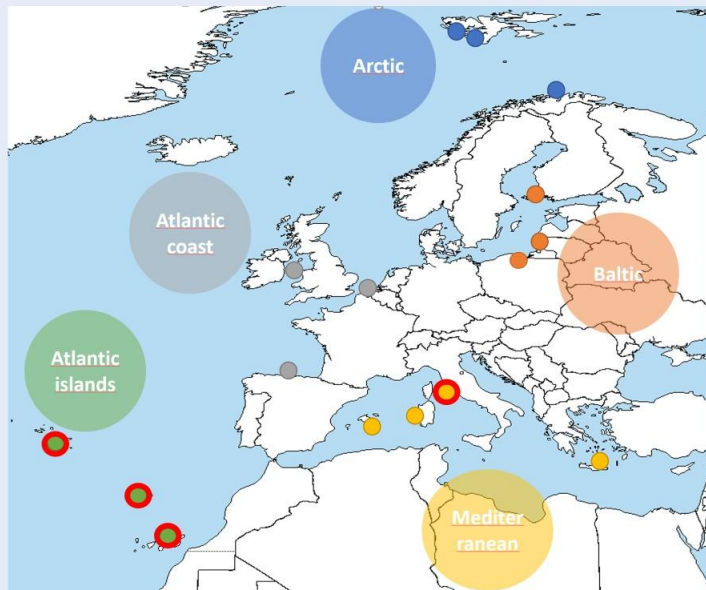 Arctic
Atlantic
coast
Baltic
Atlantic
islands
Mediter
ranean